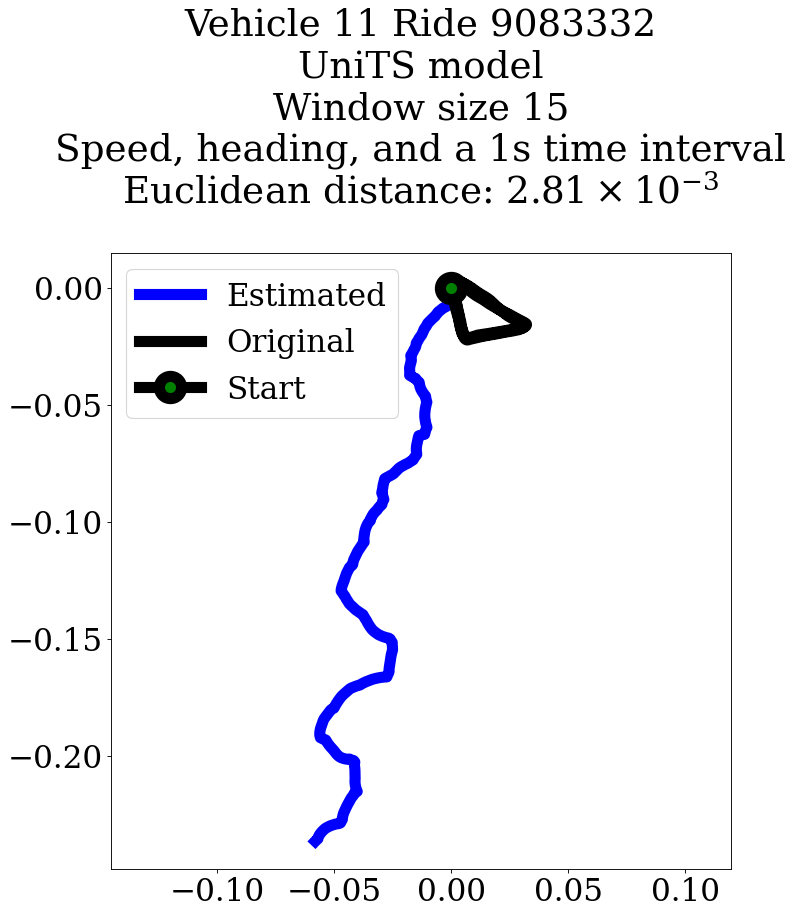 Vehicle 11 Ride 9083332
UniTS model
Window size 15
Speed, heading, and a 1s time interval
Euclidean distance: 2.81 × 10⁻³
Estimated
Original
Start
0.00
−0.05
−0.10
−0.15
−0.20
−0.10 −0.05 0.00 0.05 0.10